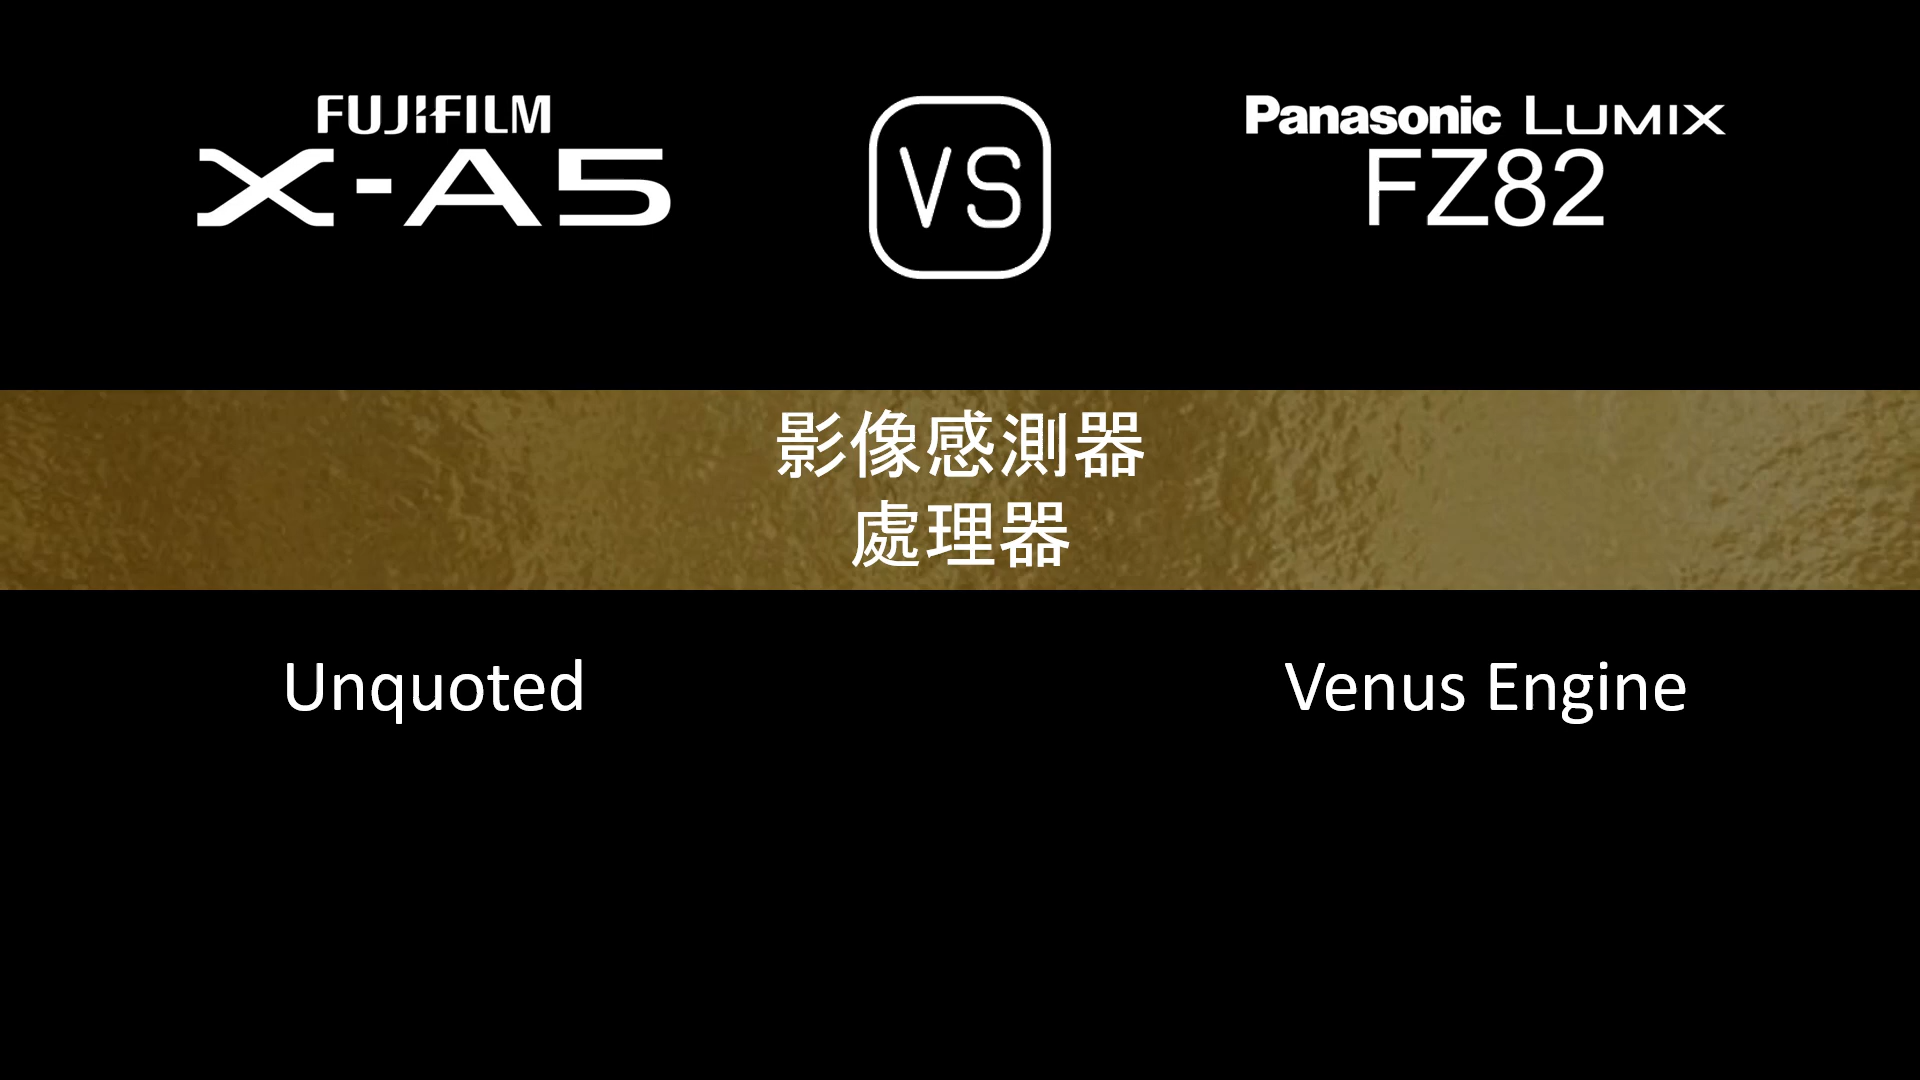 FUJIFILM
X-A5
VS
Panasonic LUMIX
FZ82
影像感測器
處理器
Unquoted
Venus Engine